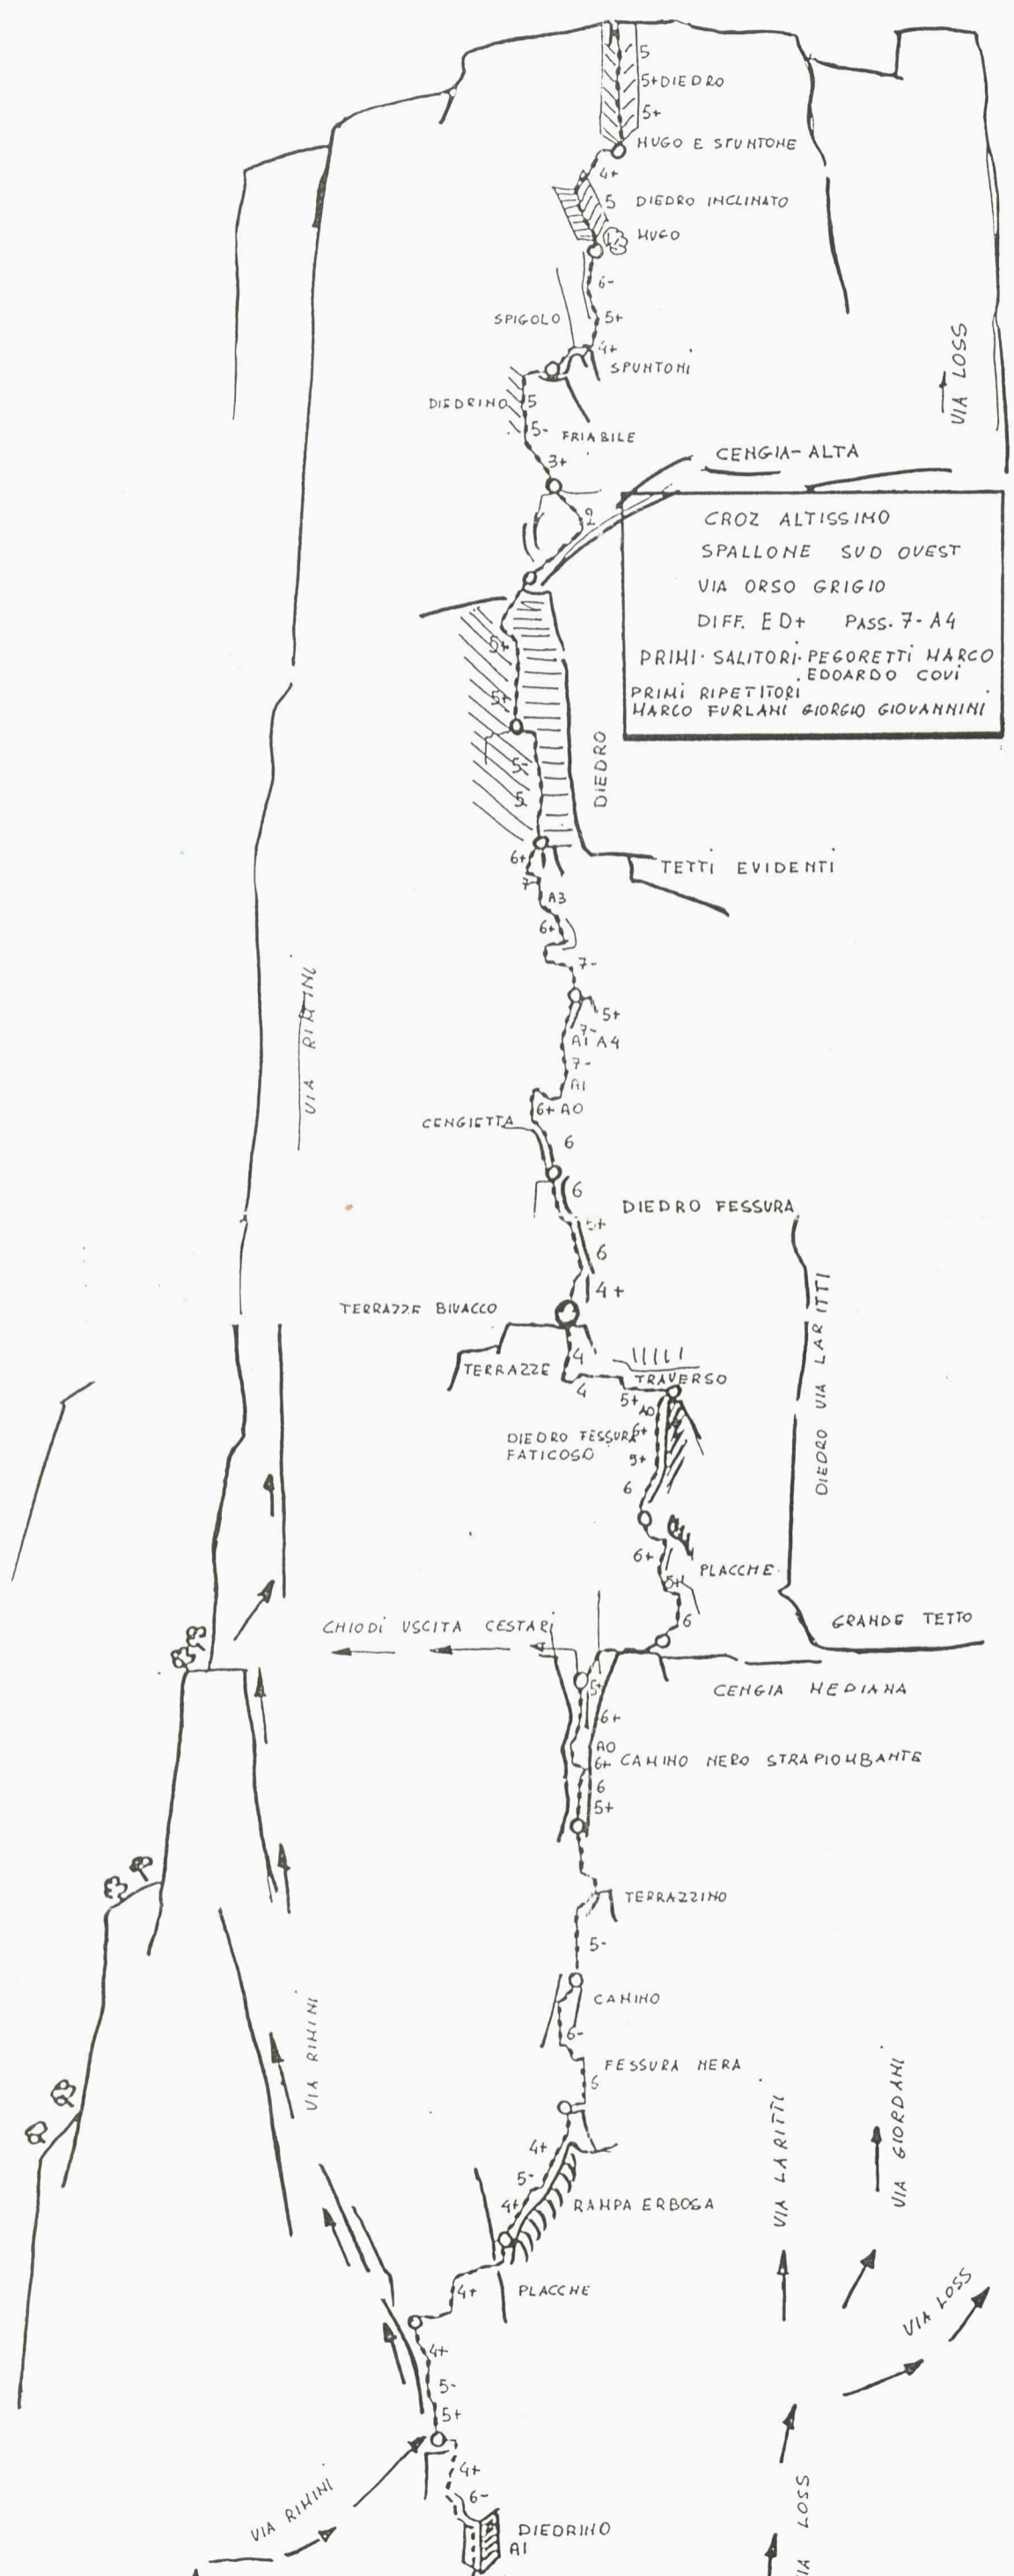 5
5+ DIEDRO
5+
MUGO E SPUNTONE
4+
5 DIEDRO INCLINATO
MUGO
6-
SPIGOLO 5+
4+
SPUNTONi
VIA LOSS
DIEDRINO 5
5- FRIABILE
3+
CENGIA-ALTA
2
CROZ ALTISSIMO
SPALLONE SUD OVEST
VIA ORSO GRIGIO
DIFF. ED+ PASS. 7- A4
PRIMI SALITORI PEGORETTI MARCO
EDOARDO COVi
PRIMi RIPETITORI
MARCO FURLANi GIORGIO GIOVANNINi
5+
5+
5-
5
DIEDRO
6+
TETTi EVIDENTi
7-
A3
6+
7-
VIA RIMINI
5+
7-
A1 A4
7-
A1
6+ A0
CENGIETTA
6
6
DIEDRO FESSURA
5+
6
4+
TERRAZZE BIVACCO
TERRAZZE 4
TRAVERSO
4
5+
A0
DIEDRO FESSURA 6+
FATICOSO 5+
6
DIEDRO VIA LARITTI
6+
PLACCHE
5+
6
GRANDE TETTO
CHIODi USCITA CESTARi
CENGIA MEDIANA
5+
6+
A0
6+ CAMINO NERO STRAPIOMBANTE
6
5+
TERRAZZINO
5-
CAMINO
6-
FESSURA NERA
6
VIA RIMINI
VIA LARITTI
VIA GIORDANI
4+
5-
4+ RAMPA ERBOSA
4+ PLACCHE
VIA LOSS
4+
5-
5+
4+
6-
VIA RIMINI
DIEDRINO
A1
VIA LOSS